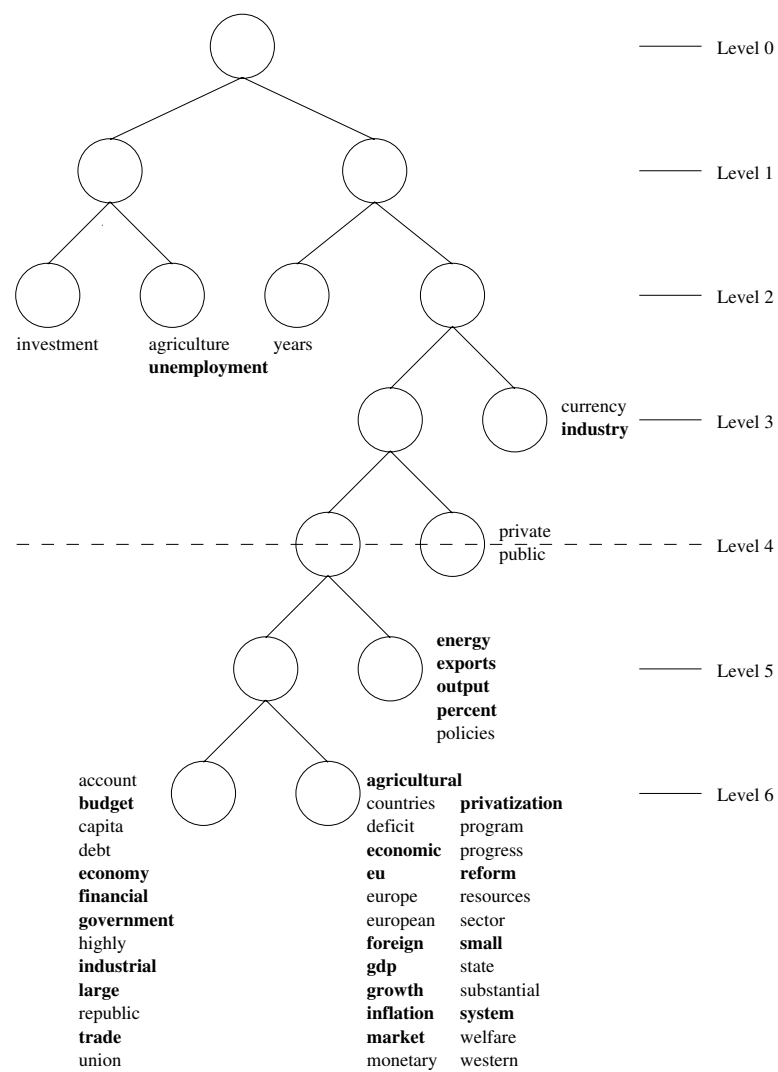 Level 0
Level 1
Level 2
investment
agriculture
unemployment
years
currency
industry
Level 3
private
public
Level 4
energy
exports
output
percent
policies
Level 5
Level 6
account
budget
capita
debt
economy
financial
government
highly
industrial
large
republic
trade
union
agricultural
countries
deficit
economic
eu
europe
european
foreign
gdp
growth
inflation
market
monetary
privatization
program
progress
reform
resources
sector
small
state
substantial
system
welfare
western